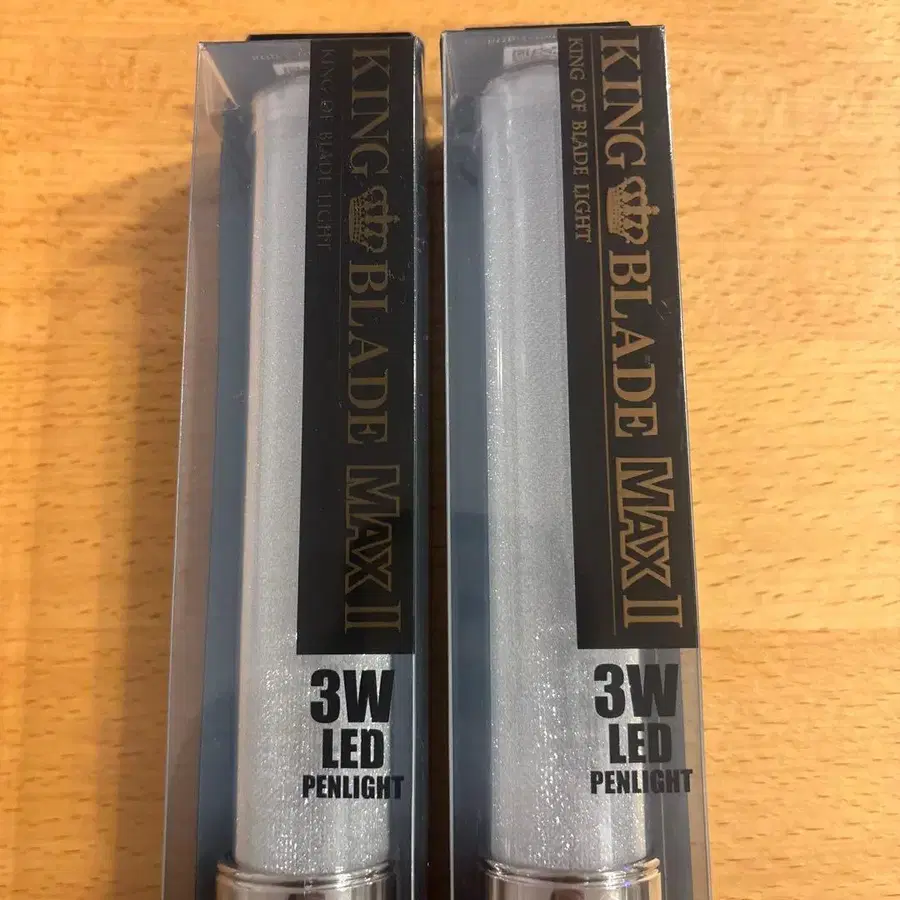 KING BLADE MAX II
KING OF BLADE LIGHT
3W
LED
PENLIGHT
KING BLADE MAX II
KING OF BLADE LIGHT
3W
LED
PENLIGHT